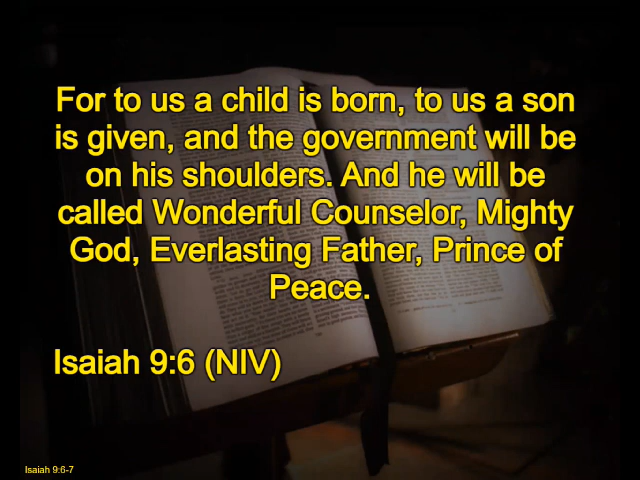 For to us a child is born, to us a son
is given, and the government will be
on his shoulders. And he will be
called Wonderful Counselor, Mighty
God, Everlasting Father, Prince of
Peace.
Isaiah 9:6 (NIV)
Isaiah 9:6-7